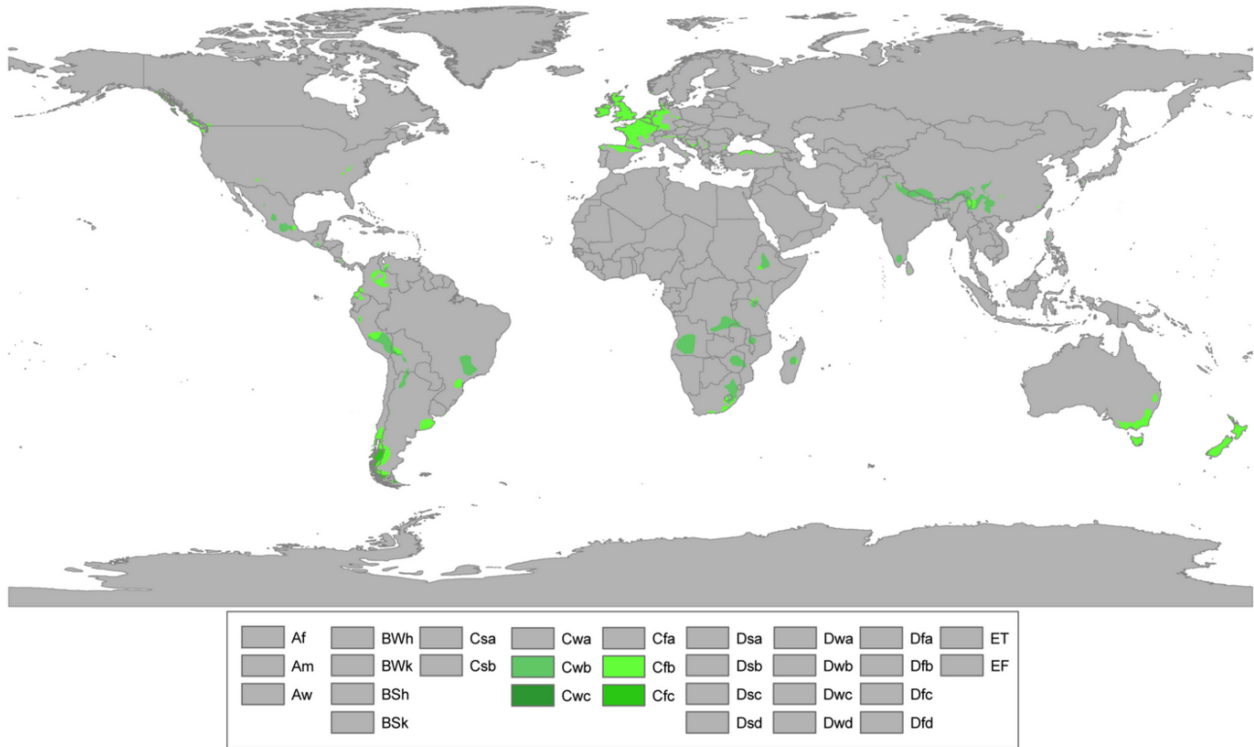 Af BWh Csa Cwa Cfa Dsa Dwa Dfa ET
Am BWk Csb Cwb Cfb Dsb Dwb Dfb EF
Aw BSh Cwc Cfc Dsc Dwc Dfc
BSk Dsd Dwd Dfd